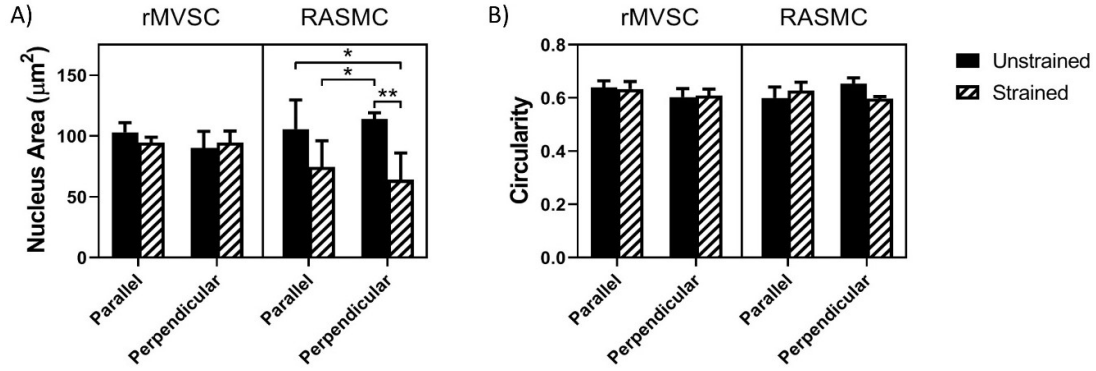 A)
rMVSC
RASMC
Nucleus Area (μm²)
150
100
50
0
*
*
**
Parallel
Perpendicular
Parallel
Perpendicular
B)
rMVSC
RASMC
Circularity
0.8
0.6
0.4
0.2
0.0
Parallel
Perpendicular
Parallel
Perpendicular
Unstrained
Strained